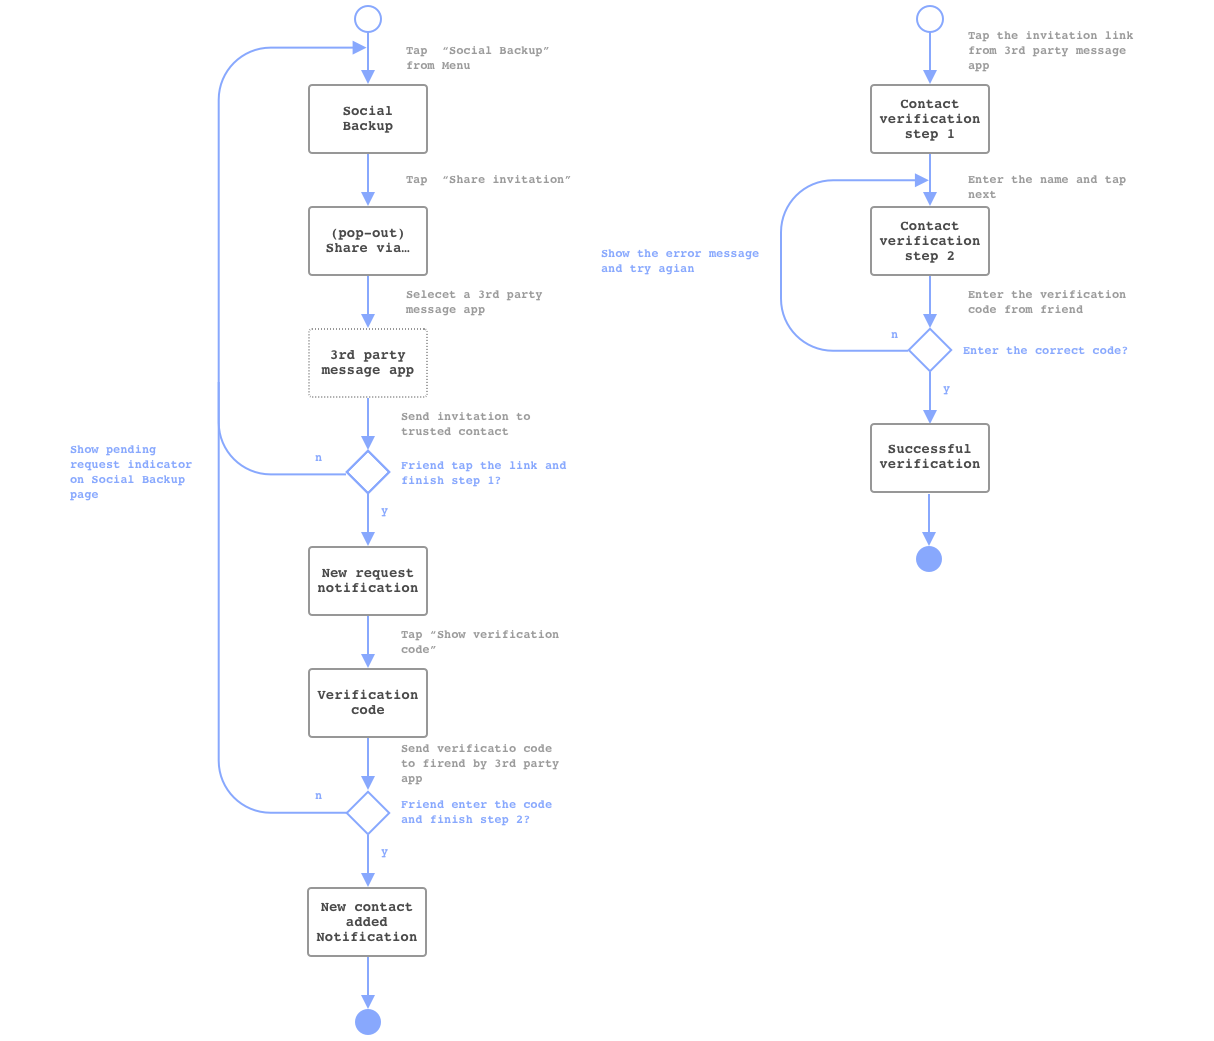 Tap “Social Backup”
from Menu
Social
Backup
Tap “Share invitation”
(pop-out)
Share via…
Selecet a 3rd party
message app
3rd party
message app
Send invitation to
trusted contact
Show pending
request indicator
on Social Backup
page
n
Friend tap the link and
finish step 1?
y
New request
notification
Tap “Show verification
code”
Verification
code
Send verificatio code
to firend by 3rd party
app
n
Friend enter the code
and finish step 2?
y
New contact
added
Notification
Tap the invitation link
from 3rd party message
app
Contact
verification
step 1
Enter the name and tap
next
Contact
verification
step 2
Show the error message
and try agian
Enter the verification
code from friend
n
Enter the correct code?
y
Successful
verification